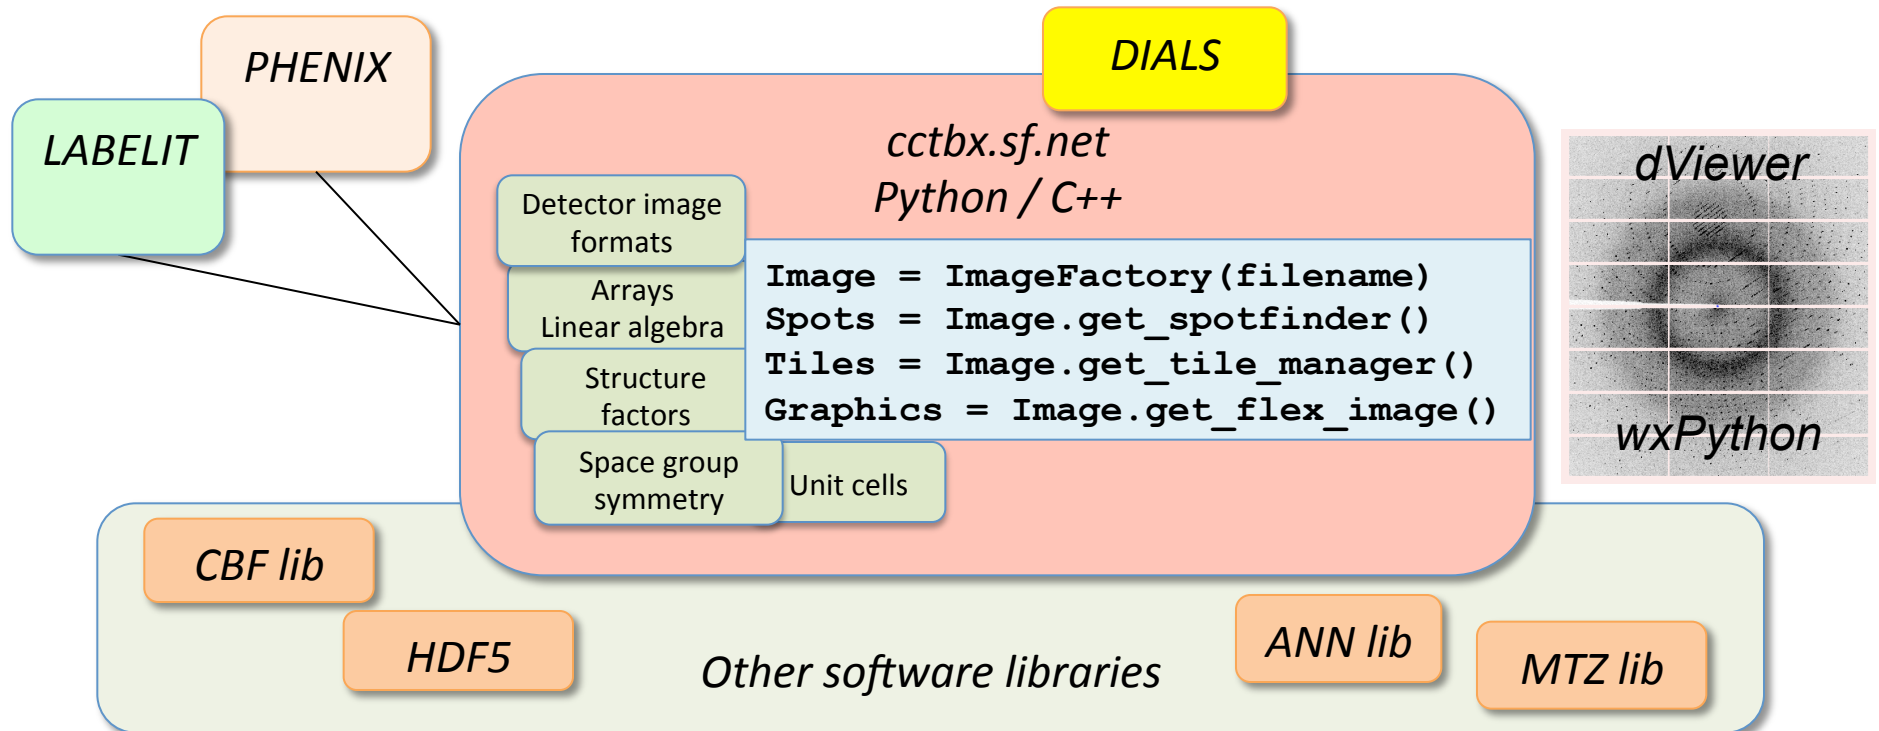 PHENIX
LABELIT
DIALS
cctbx.sf.net
Python / C++
Detector image
formats
Arrays
Linear algebra
Structure
factors
Space group
symmetry
Unit cells
Image = ImageFactory(filename)
Spots = Image.get_spotfinder()
Tiles = Image.get_tile_manager()
Graphics = Image.get_flex_image()
dViewer
wxPython
CBF lib
HDF5
Other software libraries
ANN lib
MTZ lib